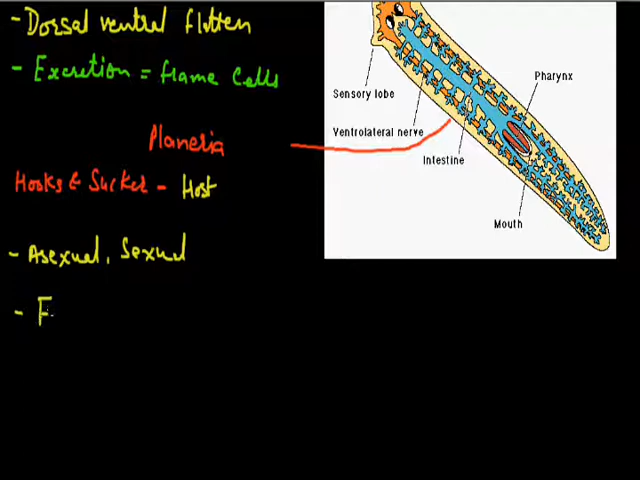 - Dorsal ventral flatten
- Excretion = flame Cells
Planeria
Hooks & Sucker - Host
- Asexual, Sexual
- F
Sensory lobe
Ventrolateral nerve
Intestine
Pharynx
Mouth